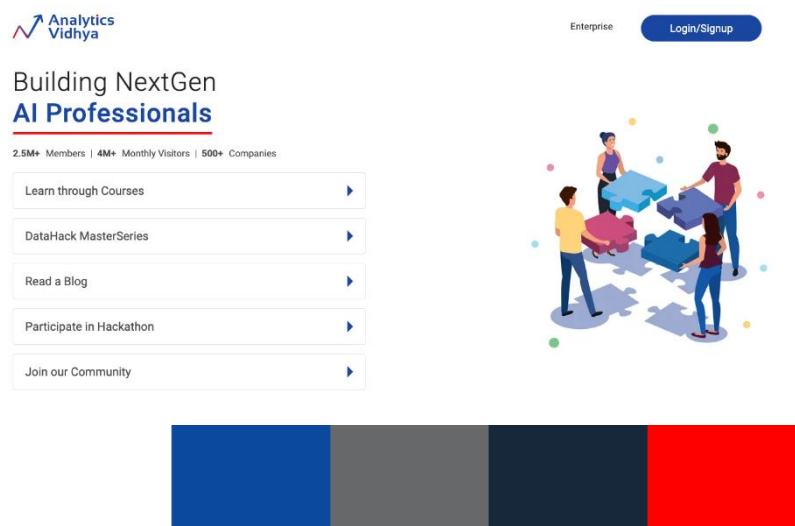 Analytics
Vidhya
Enterprise
Login/Signup
Building NextGen
AI Professionals
2.5M+ Members | 4M+ Monthly Visitors | 500+ Companies
Learn through Courses
DataHack MasterSeries
Read a Blog
Participate in Hackathon
Join our Community